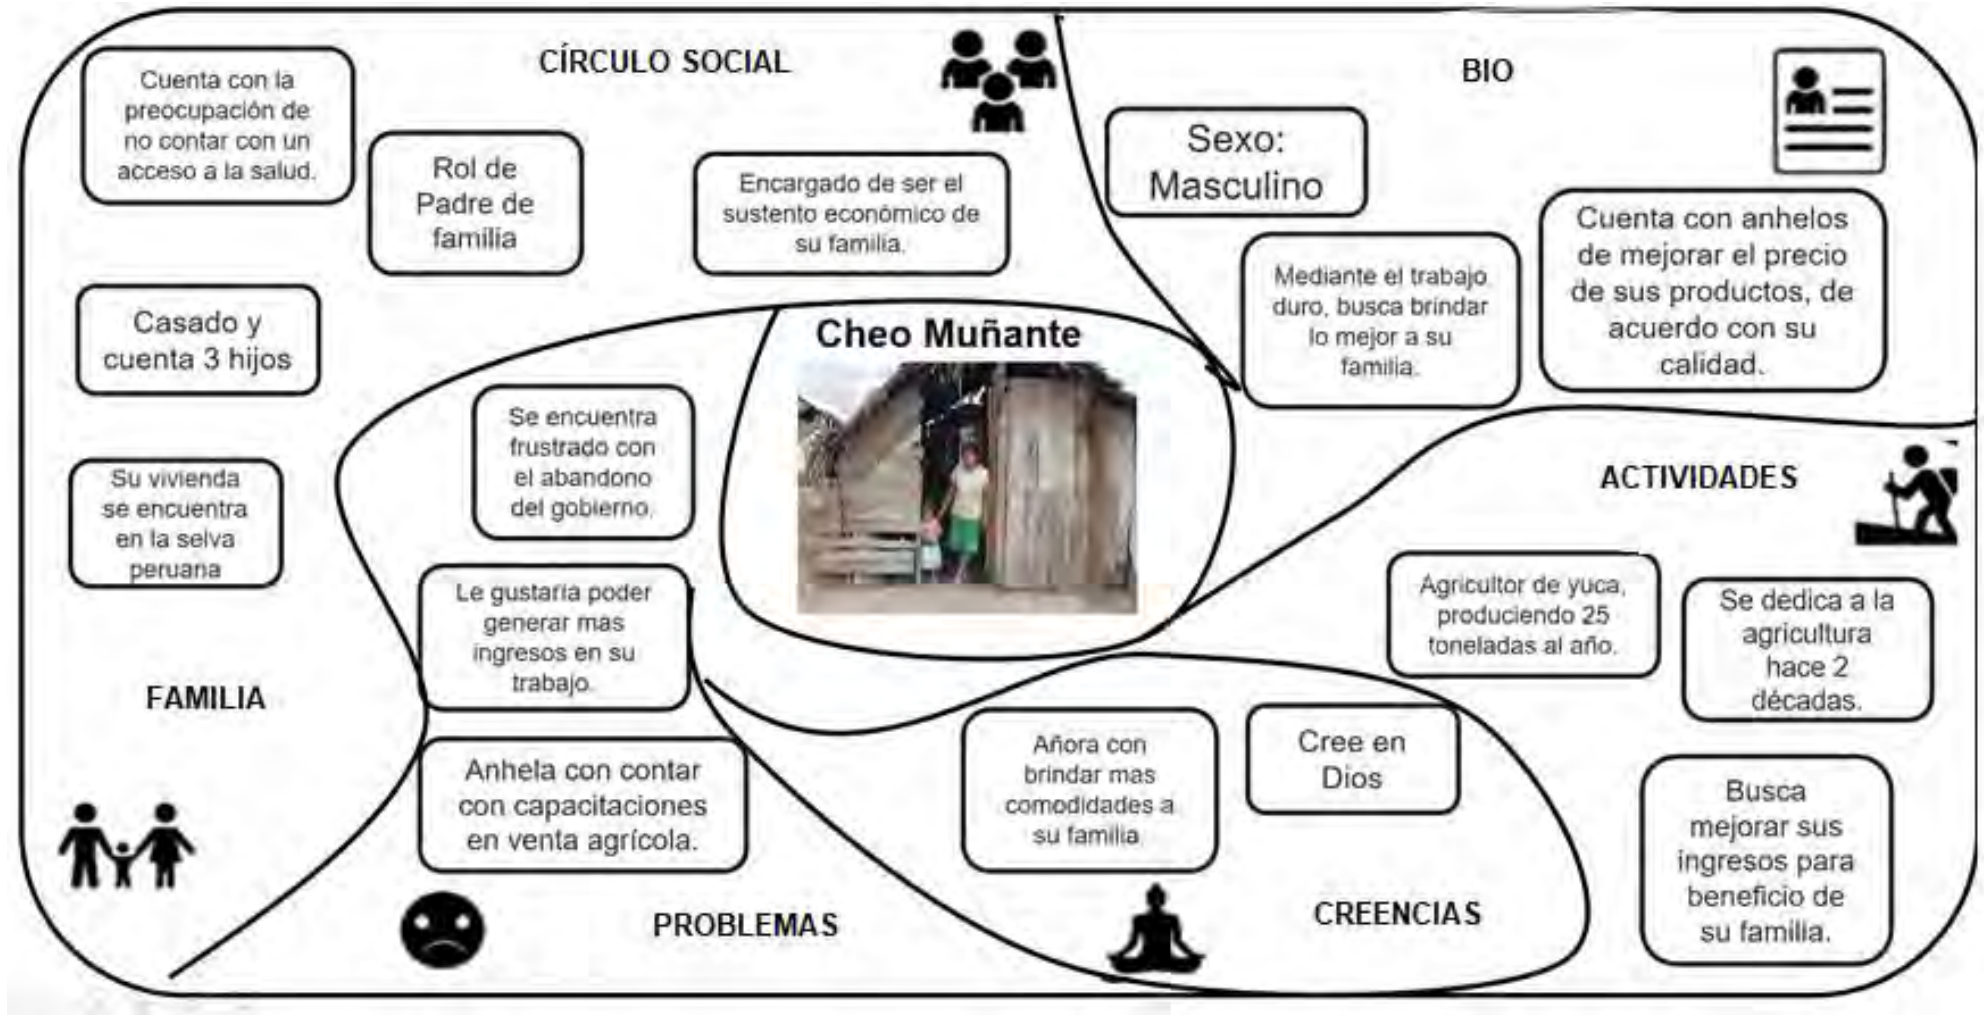 CÍRCULO SOCIAL
Cuenta con la
preocupación de
no contar con un
acceso a la salud.
Rol de
Padre de
familia
Encargado de ser el
sustento económico de
su familia.
Casado y
cuenta 3 hijos
Su vivienda
se encuentra
en la selva
peruana
FAMILIA
BIO
Sexo:
Masculino
Mediante el trabajo
duro, busca brindar
lo mejor a su
familia.
Cuenta con anhelos
de mejorar el precio
de sus productos, de
acuerdo con su
calidad.
Cheo Muñante
Se encuentra
frustrado con
el abandono
del gobierno.
Le gustaría poder
generar mas
ingresos en su
trabajo.
Anhela con contar
con capacitaciones
en venta agrícola.
PROBLEMAS
ACTIVIDADES
Agricultor de yuca,
produciendo 25
toneladas al año.
Se dedica a la
agricultura
hace 2
décadas.
Busca
mejorar sus
ingresos para
beneficio de
su familia.
Añora con
brindar mas
comodidades a
su familia
Cree en
Dios
CREENCIAS